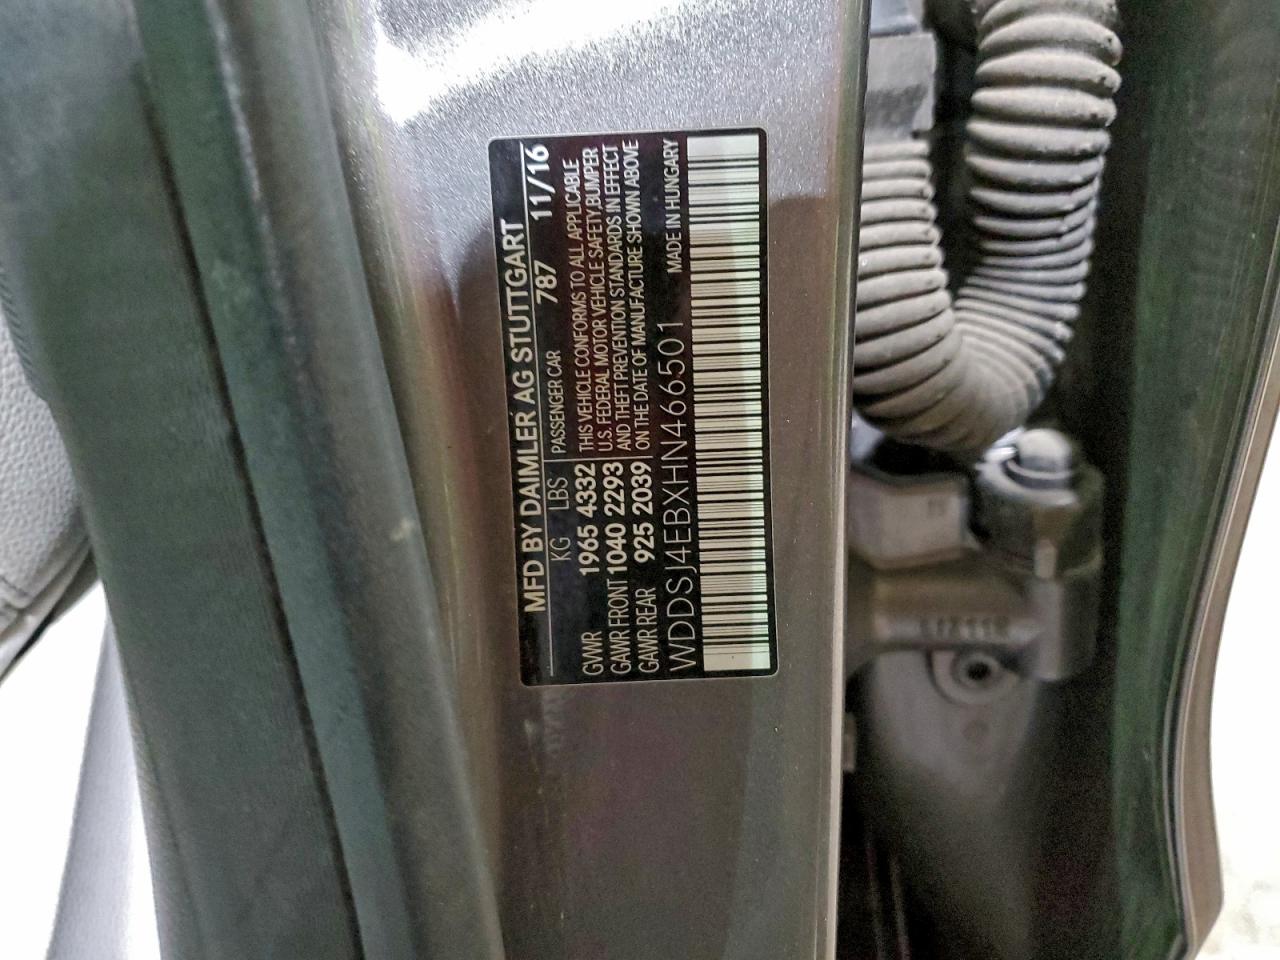 MFD BY DAIMLER AG STUTTGART
KG LBS PASSENGER CAR 787 11/16
GVWR 1965 4332 THIS VEHICLE CONFORMS TO ALL APPLICABLE
U.S. FEDERAL MOTOR VEHICLE SAFETY,BUMPER
GAWR FRONT 1040 2293 AND THEFT PREVENTION STANDARDS IN EFFECT
GAWR REAR 925 2039 ON THE DATE OF MANUFACTURE SHOWN ABOVE
WDDSJ4EBXHN466501 MADE IN HUNGARY